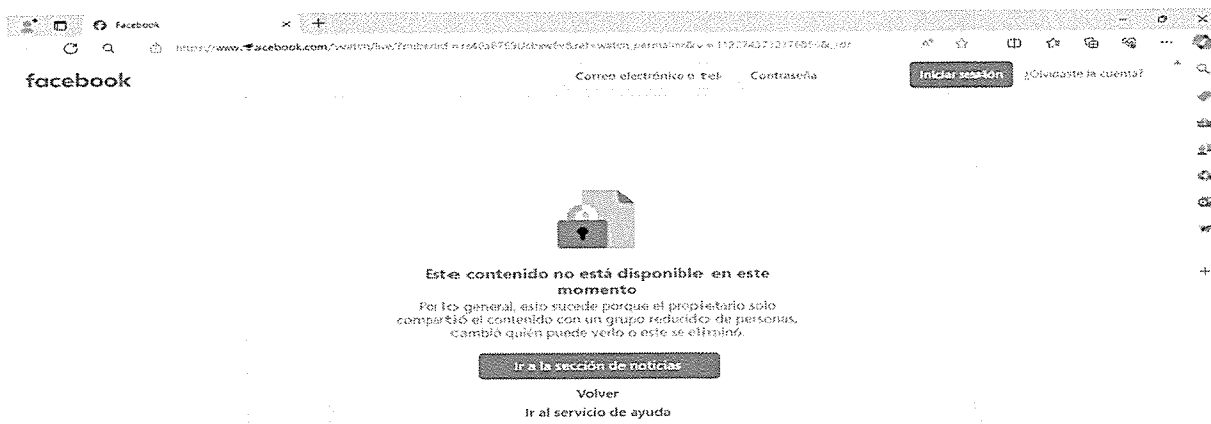 Facebook
facebook
Correo electrónico o tel
Contraseña
Iniciar sesión
¿Olvidaste la cuenta?
Este contenido no está disponible en este
momento
Por lo general, esto sucede porque el propietario solo
compartió el contenido con un grupo reducido de personas,
cambió quién puede verlo o este se eliminó.
Ir a la sección de noticias
Volver
Ir al servicio de ayuda